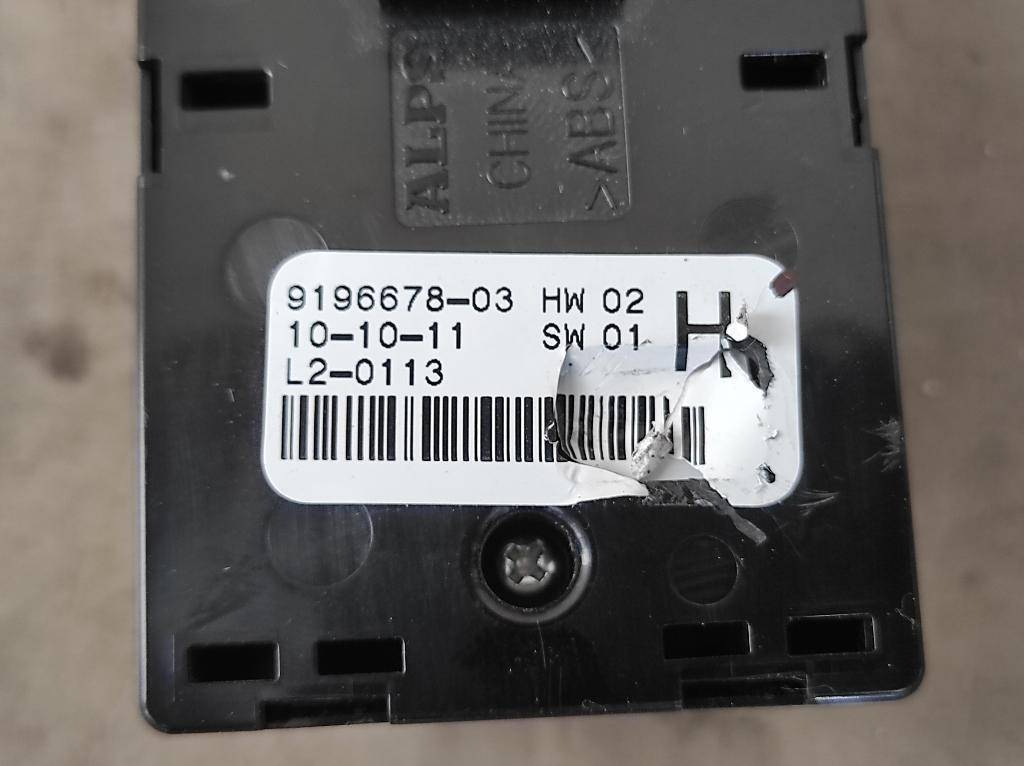 ALPS
CHINA
>ABS<
9196678-03 HW 02
10-10-11 SW 01
L2-0113
H